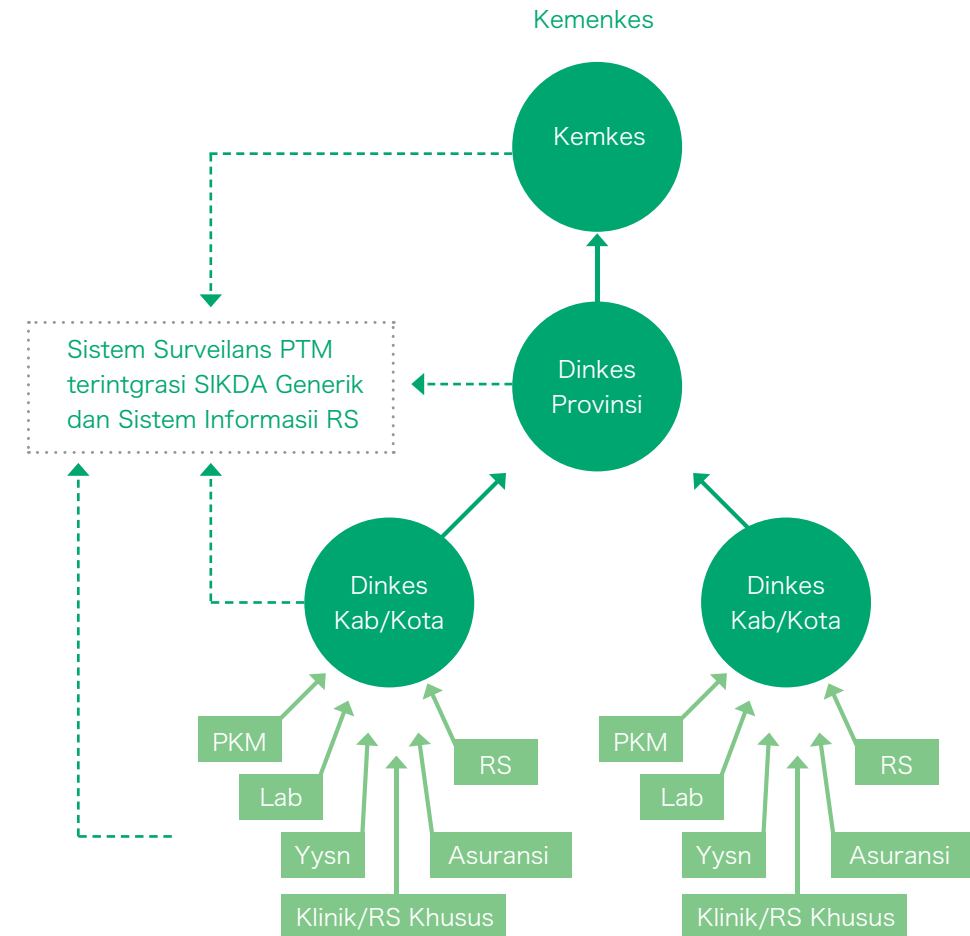 Kemenkes
Kemkes
Dinkes
Provinsi
Sistem Surveilans PTM
terintgrasi SIKDA Generik
dan Sistem Informasii RS
Dinkes
Kab/Kota
Dinkes
Kab/Kota
PKM
RS
Lab
Yysn
Asuransi
Klinik/RS Khusus
PKM
RS
Lab
Yysn
Asuransi
Klinik/RS Khusus